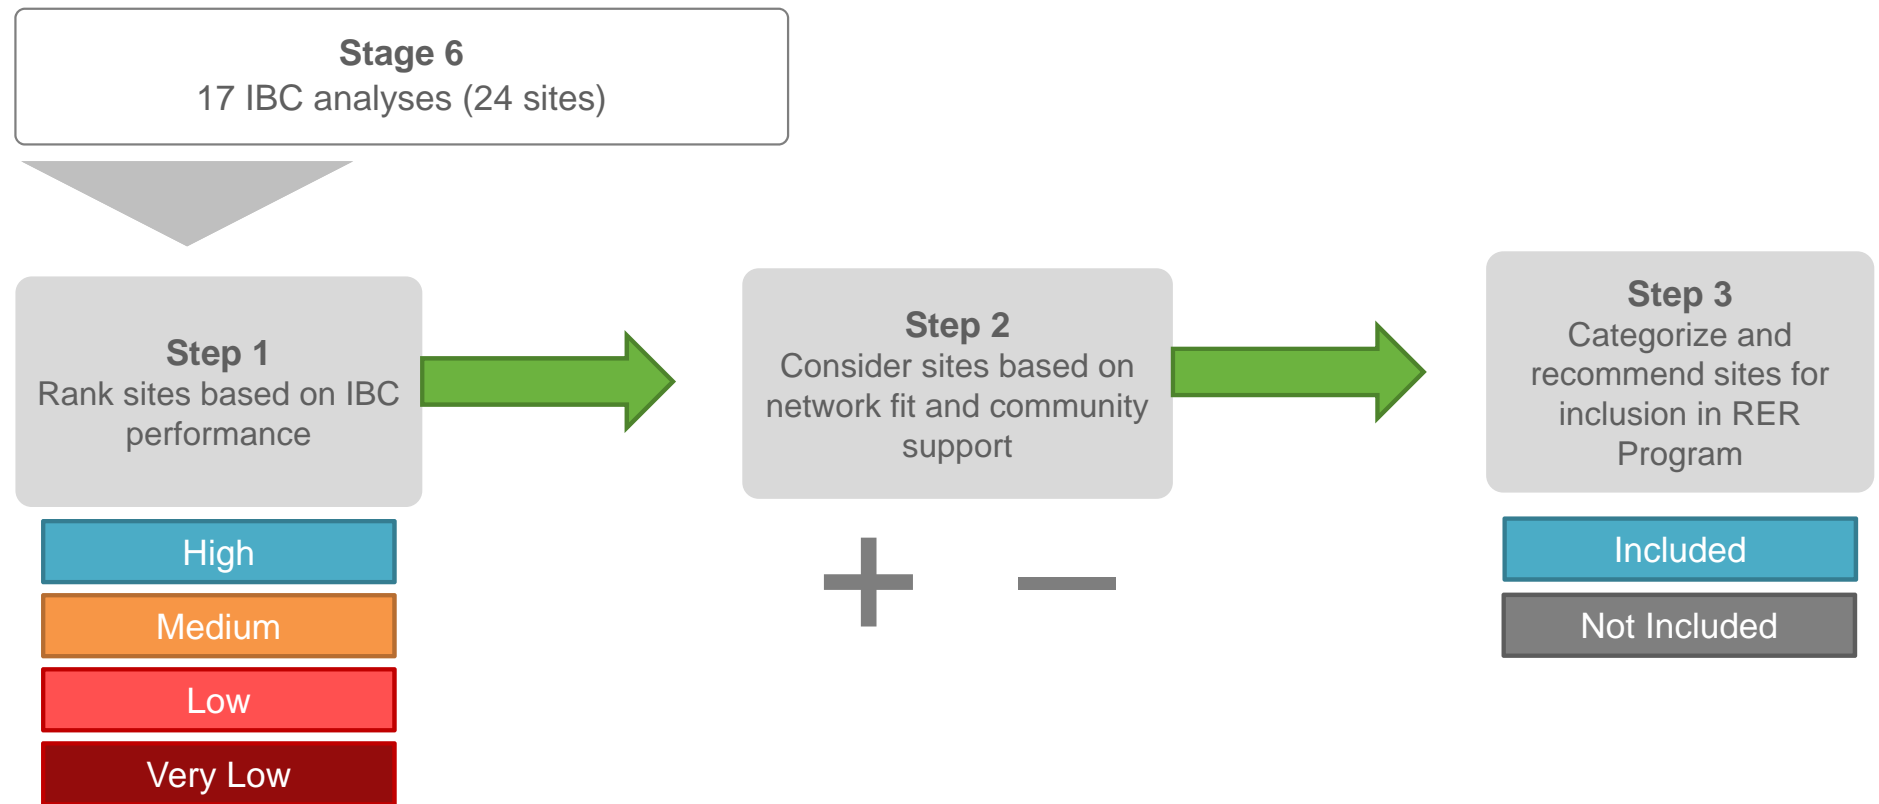 Stage 6
17 IBC analyses (24 sites)
Step 1
Rank sites based on IBC
performance
High
Medium
Low
Very Low
Step 2
Consider sites based on
network fit and community
support
+ −
Step 3
Categorize and
recommend sites for
inclusion in RER
Program
Included
Not Included